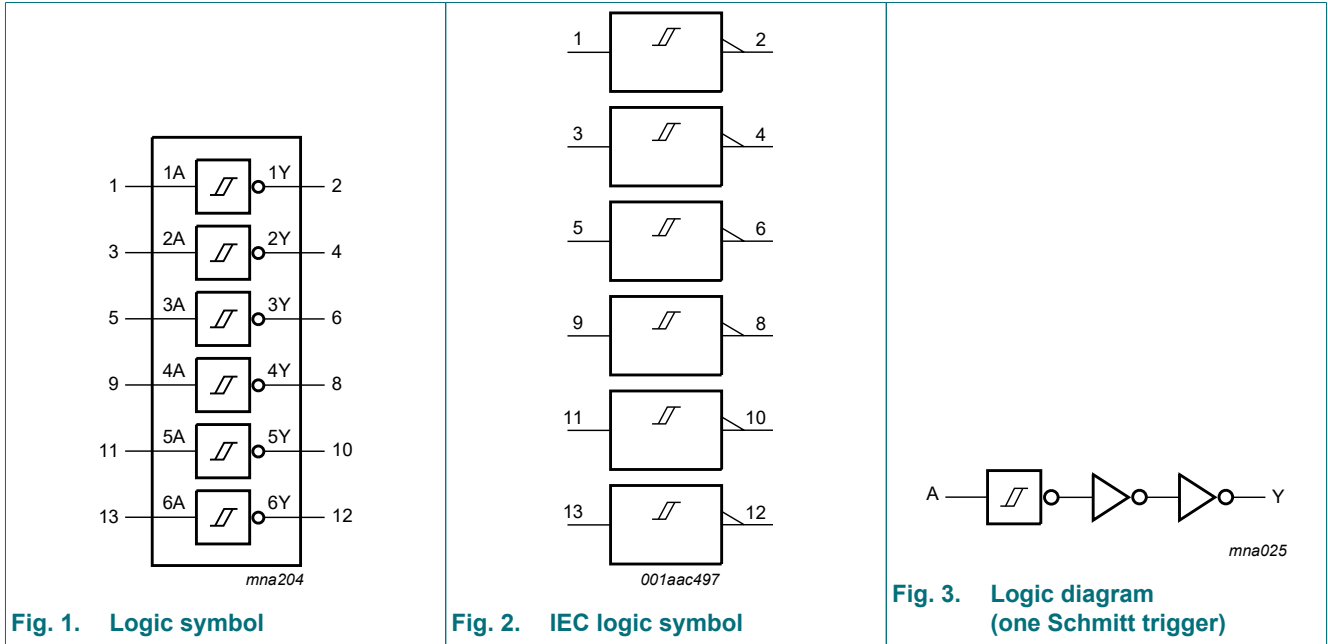 1 1A 1Y 2
3 2A 2Y 4
5 3A 3Y 6
9 4A 4Y 8
11 5A 5Y 10
13 6A 6Y 12
mna204
Fig. 1. Logic symbol
1 2
3 4
5 6
9 8
11 10
13 12
001aac497
Fig. 2. IEC logic symbol
A Y
mna025
Fig. 3. Logic diagram
(one Schmitt trigger)